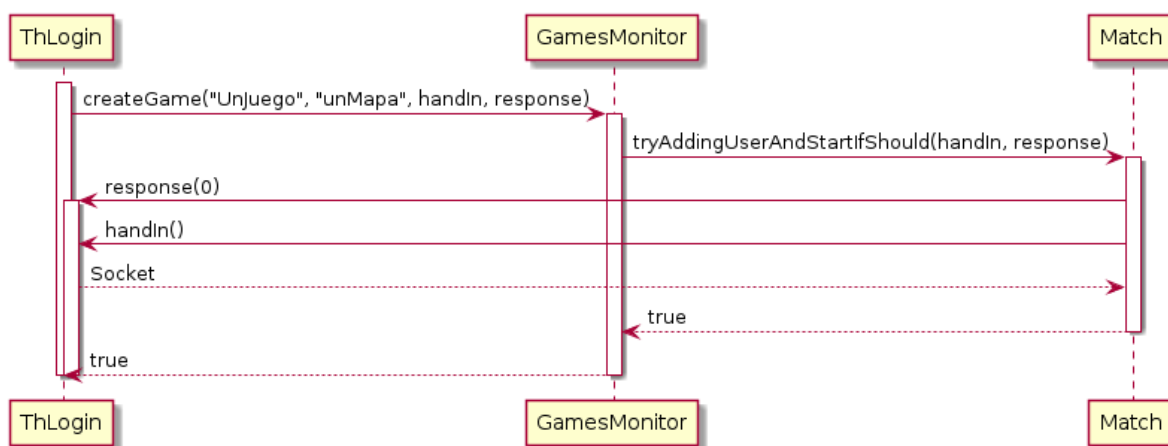 ThLogin GamesMonitor Match
createGame("UnJuego", "unMapa", handIn, response)
tryAddingUserAndStartIfShould(handIn, response)
response(0)
handIn()
Socket
true
true
ThLogin GamesMonitor Match